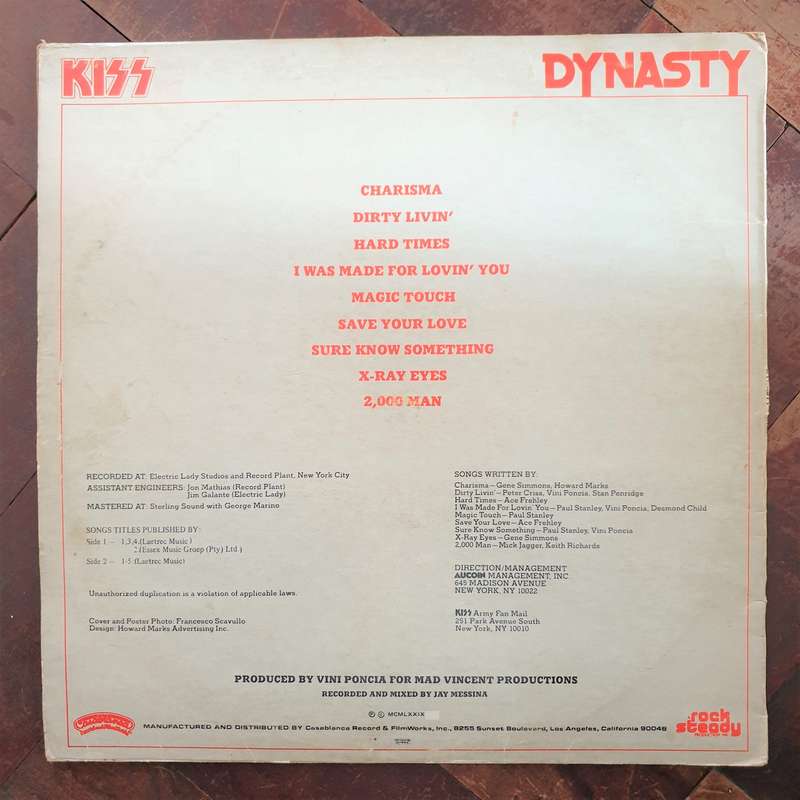 KISS
DYNASTY
CHARISMA
DIRTY LIVIN'
HARD TIMES
I WAS MADE FOR LOVIN' YOU
MAGIC TOUCH
SAVE YOUR LOVE
SURE KNOW SOMETHING
X-RAY EYES
2,000 MAN
RECORDED AT: Electric Lady Studios and Record Plant, New York City
ASSISTANT ENGINEERS: Jon Mathias (Record Plant)
Jim Galante (Electric Lady)
MASTERED AT: Sterling Sound with George Marino
SONGS TITLES PUBLISHED BY:
Side 1 — 1,3,4, (Laetrec Music)
2 (Essex Music Groep (Pty) Ltd.)
Side 2 — 1-5 (Laetrec Music)
Unauthorized duplication is a violation of applicable laws.
Cover and Poster Photo: Francesco Scavullo
Design: Howard Marks Advertising Inc.
SONGS WRITTEN BY:
Charisma—Gene Simmons, Howard Marks
Dirty Livin'—Peter Criss, Vini Poncia, Stan Penridge
Hard Times—Ace Frehley
I Was Made For Lovin' You—Paul Stanley, Vini Poncia, Desmond Child
Magic Touch—Paul Stanley
Save Your Love—Ace Frehley
Sure Know Something—Paul Stanley, Vini Poncia
X-Ray Eyes—Gene Simmons
2,000 Man—Mick Jagger, Keith Richards
DIRECTION/MANAGEMENT
AUCOIN MANAGEMENT, INC.
645 MADISON AVENUE
NEW YORK, NY 10022
KISS Army Fan Mail
251 Park Avenue South
New York, NY 10010
PRODUCED BY VINI PONCIA FOR MAD VINCENT PRODUCTIONS
RECORDED AND MIXED BY JAY MESSINA
℗ © MCMLXXIX
Casablanca
MANUFACTURED AND DISTRIBUTED BY Casablanca Record & FilmWorks, Inc., 8255 Sunset Boulevard, Los Angeles, California 90046
rock steady